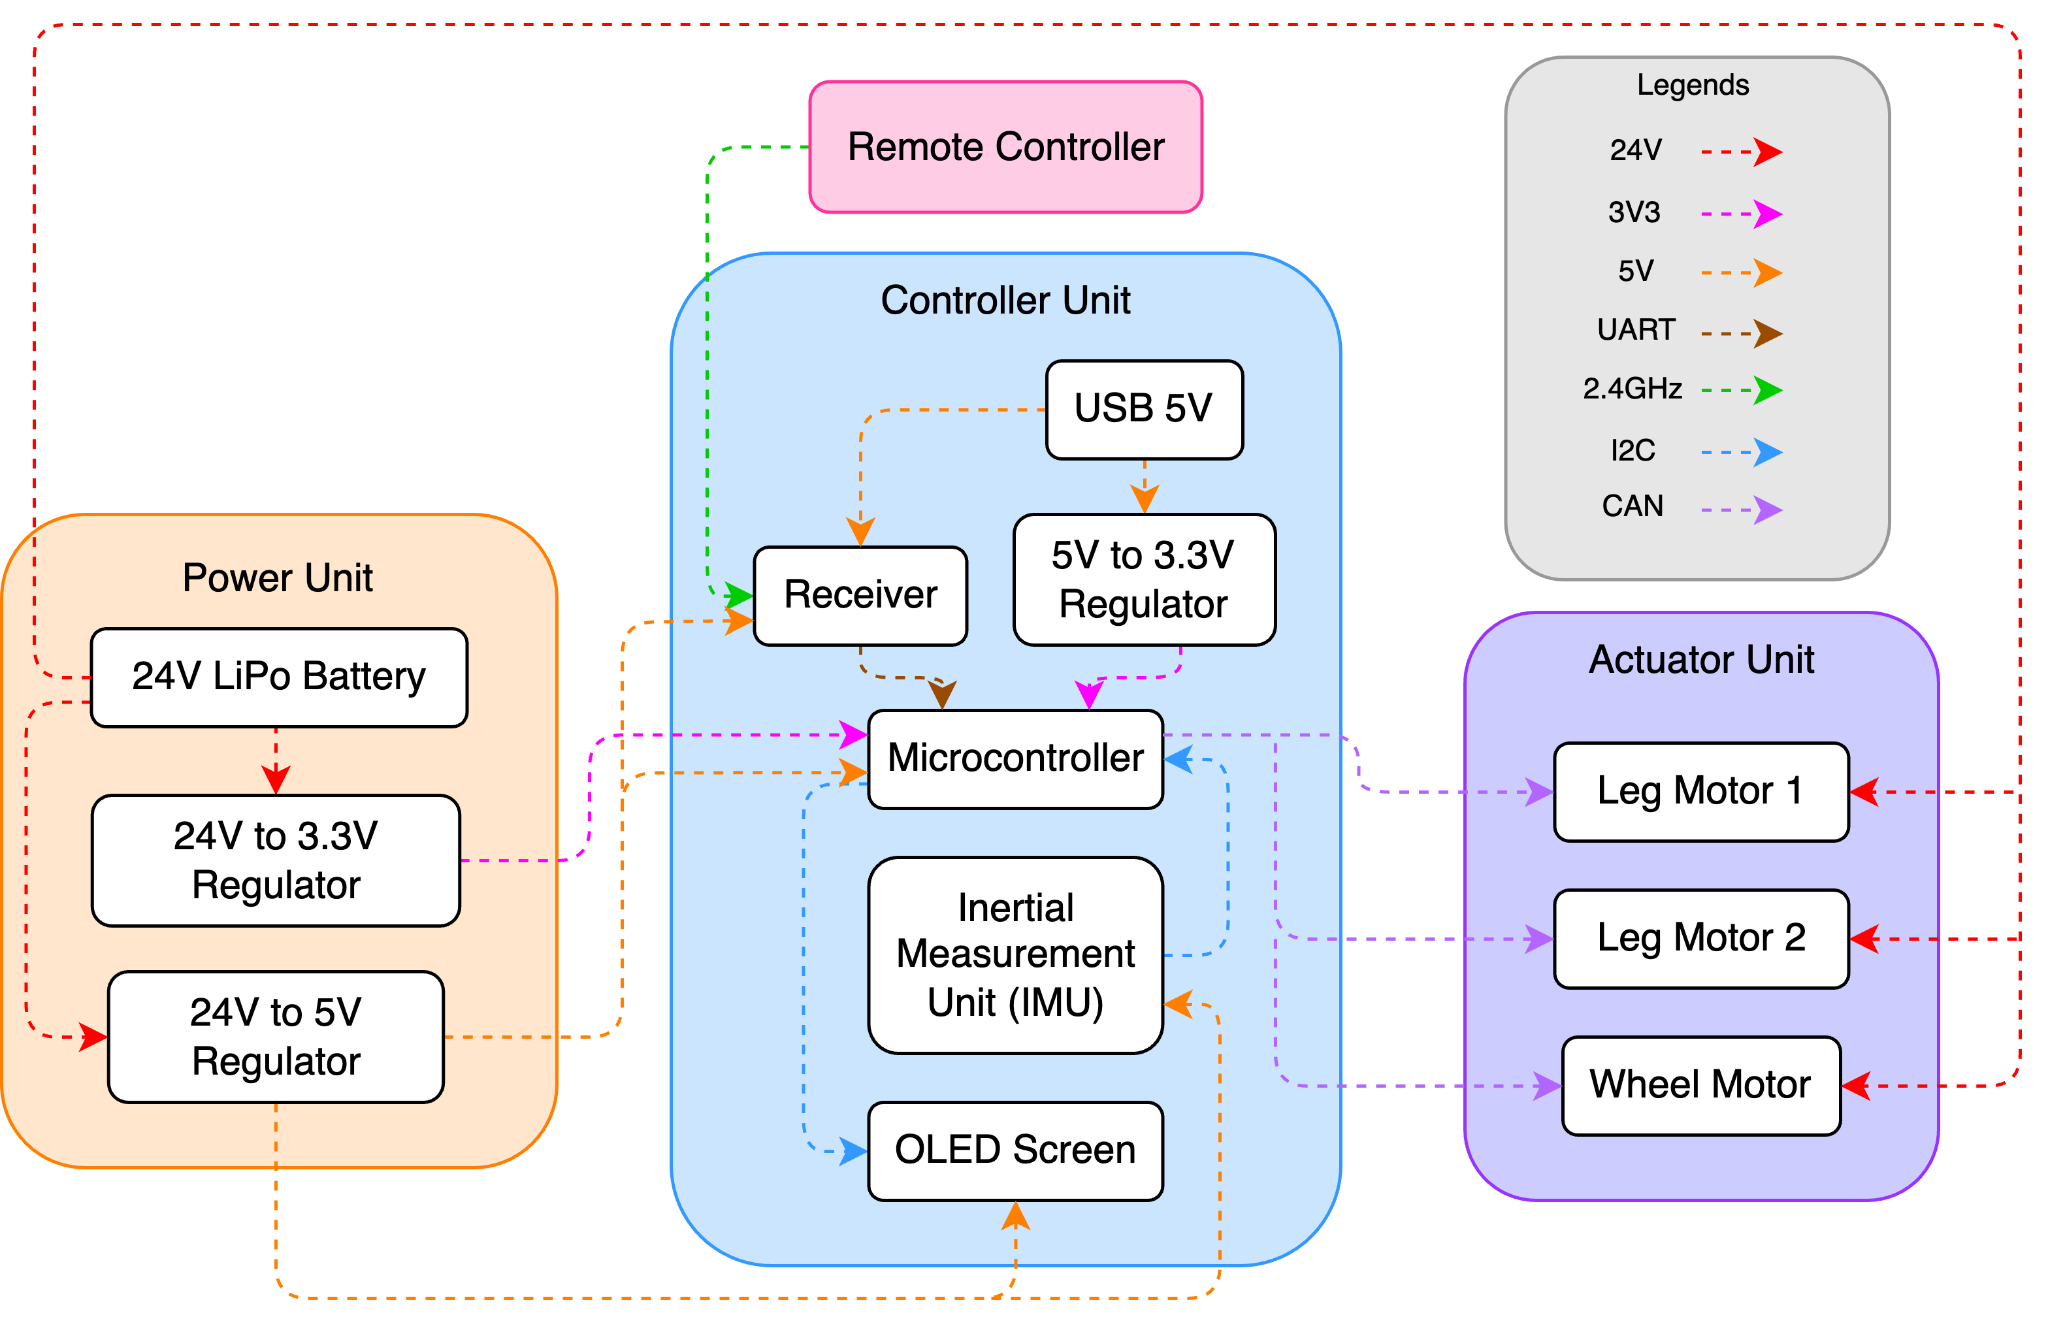 Remote Controller
Legends
24V
3V3
5V
UART
2.4GHz
I2C
CAN
Controller Unit
USB 5V
5V to 3.3V
Regulator
Receiver
Microcontroller
Inertial
Measurement
Unit (IMU)
OLED Screen
Power Unit
24V LiPo Battery
24V to 3.3V
Regulator
24V to 5V
Regulator
Actuator Unit
Leg Motor 1
Leg Motor 2
Wheel Motor